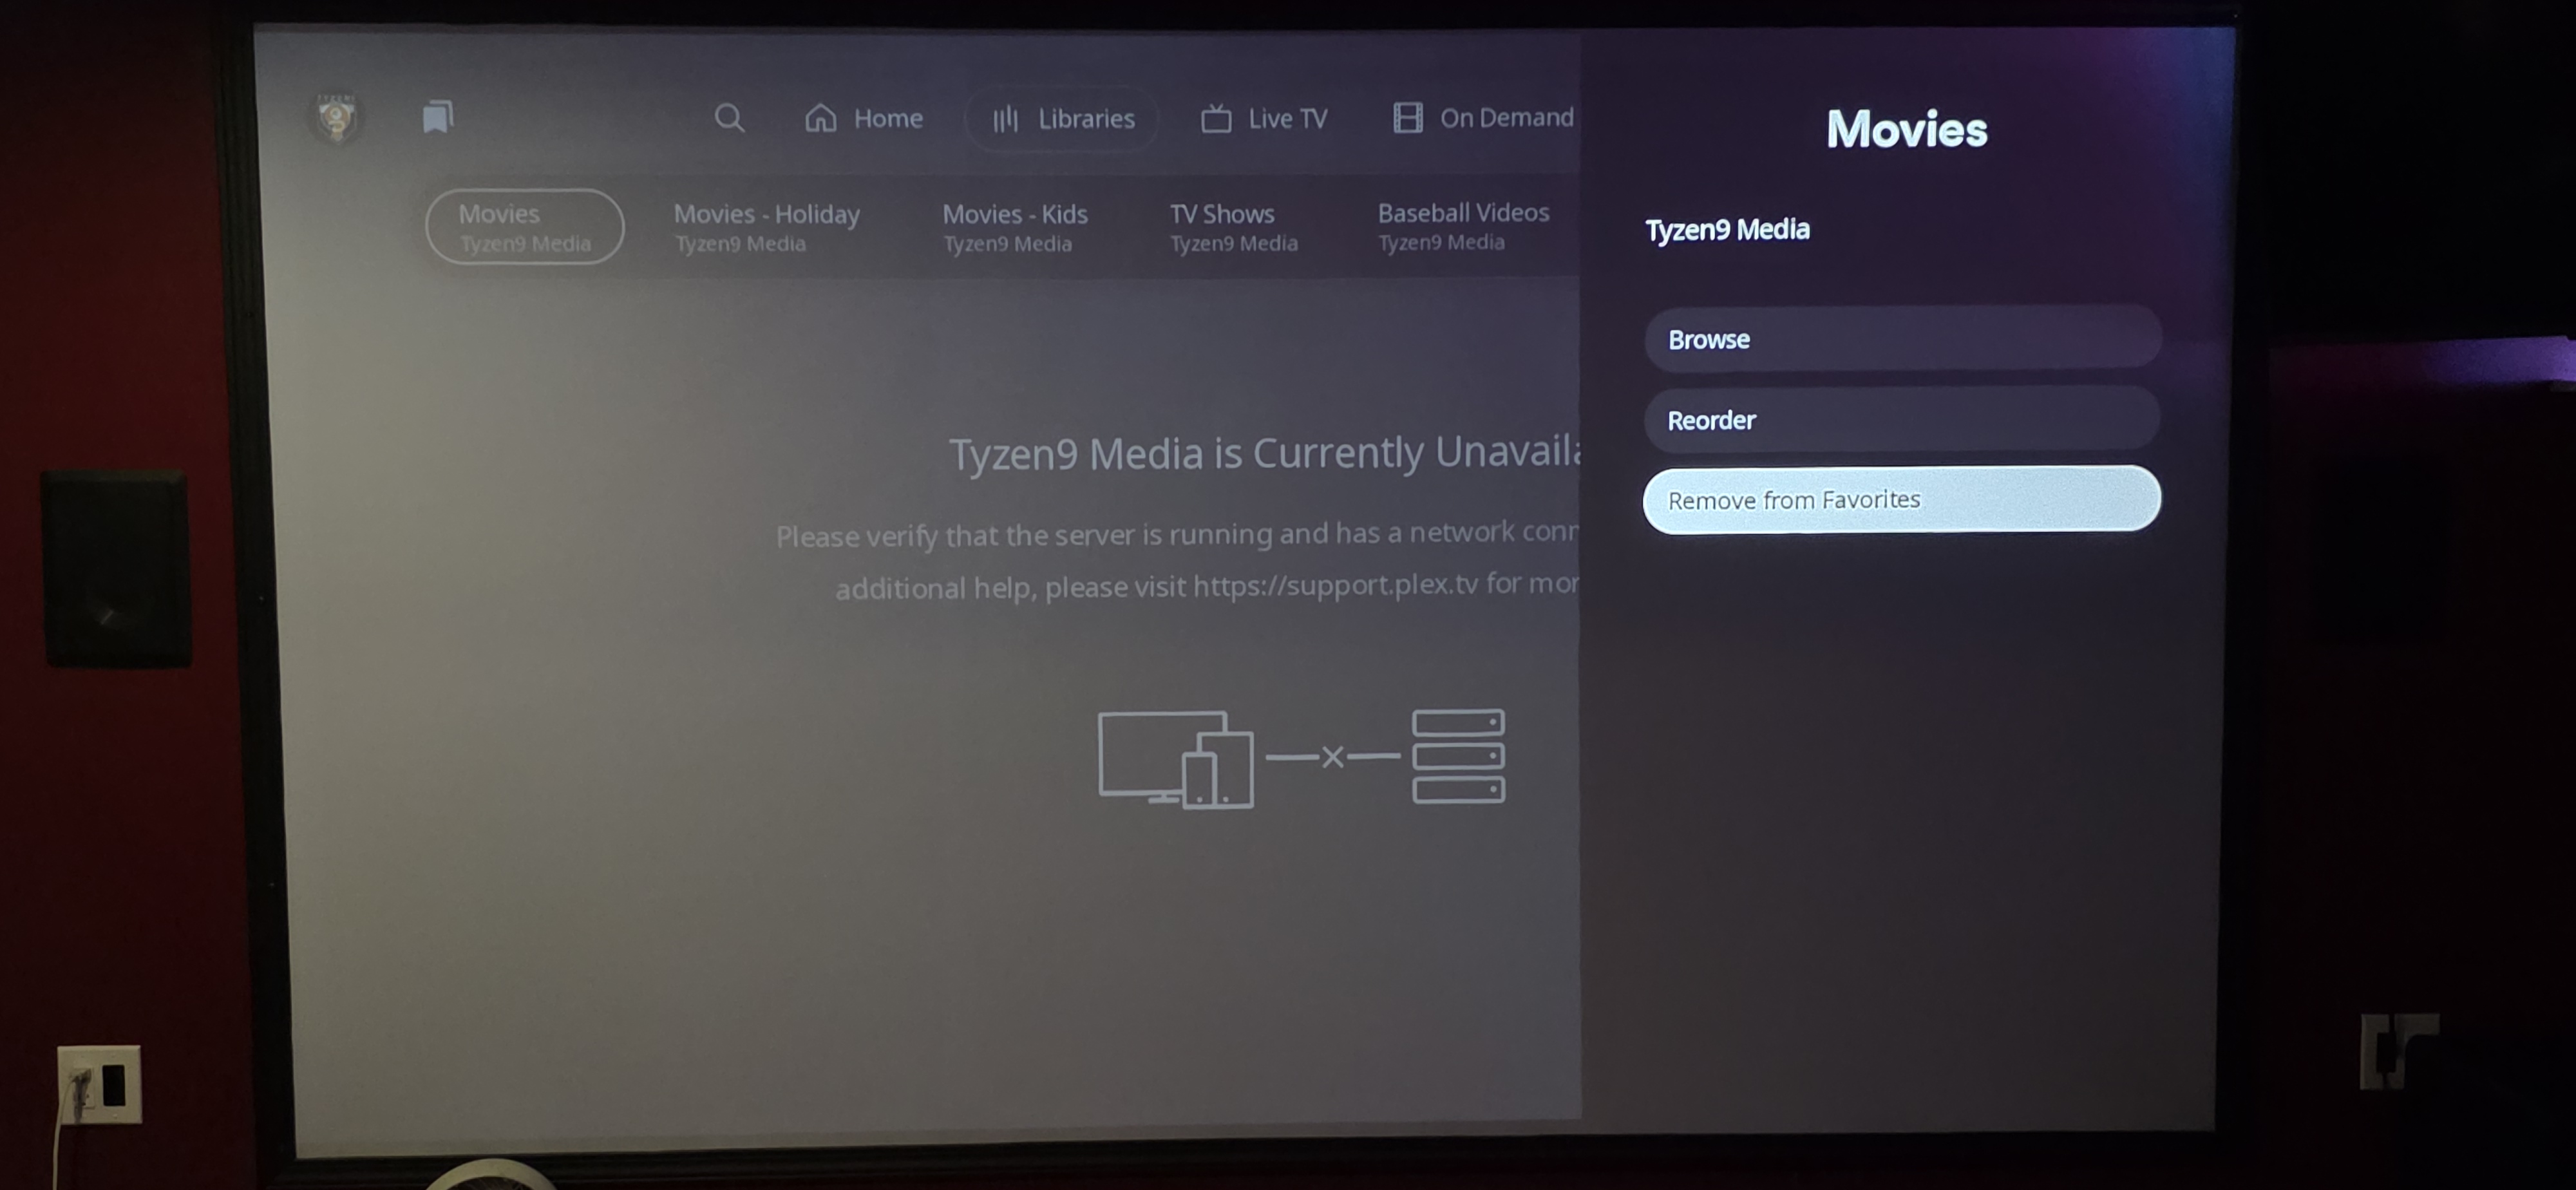 Home
Libraries
Live TV
On Demand
Movies
Tyzen9 Media
Movies - Holiday
Tyzen9 Media
Movies - Kids
Tyzen9 Media
TV Shows
Tyzen9 Media
Baseball Videos
Tyzen9 Media
Tyzen9 Media is Currently Unavaila
Please verify that the server is running and has a network conn
additional help, please visit https://support.plex.tv for mor
Movies
Tyzen9 Media
Browse
Reorder
Remove from Favorites